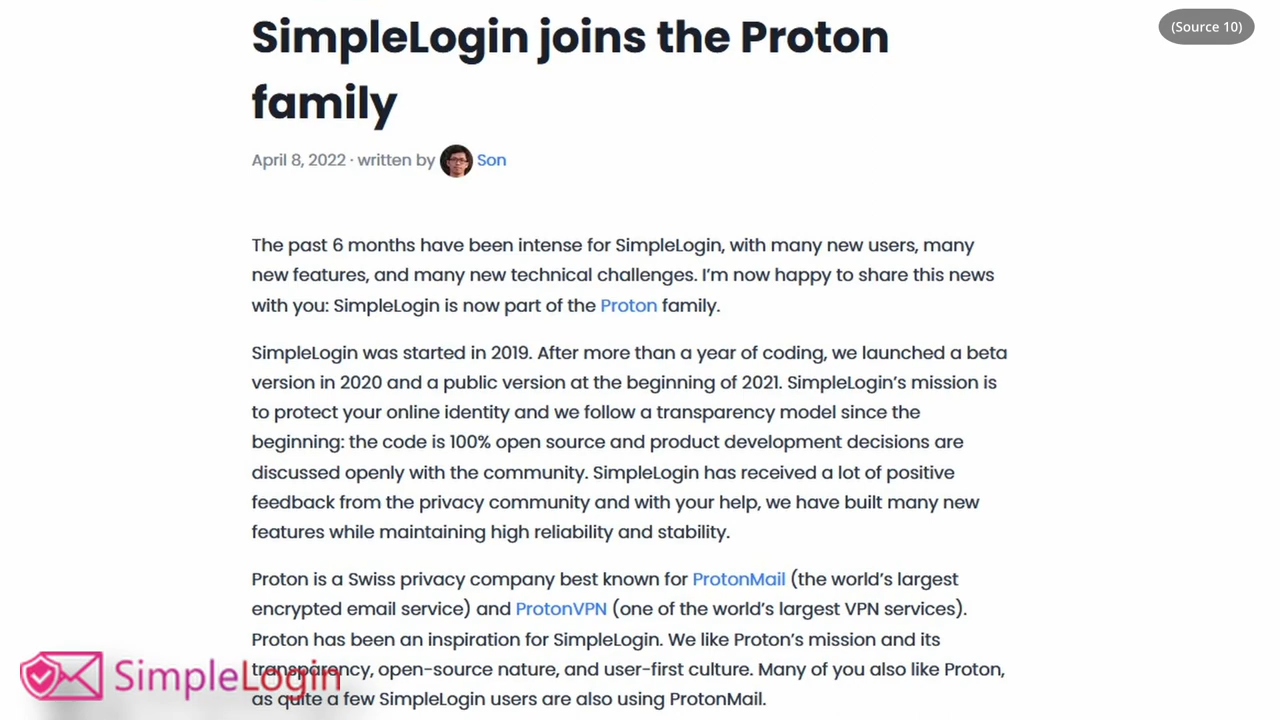 SimpleLogin joins the Proton
family
(Source 10)
April 8, 2022 · written by Son
The past 6 months have been intense for SimpleLogin, with many new users, many
new features, and many new technical challenges. I’m now happy to share this news
with you: SimpleLogin is now part of the Proton family.
SimpleLogin was started in 2019. After more than a year of coding, we launched a beta
version in 2020 and a public version at the beginning of 2021. SimpleLogin’s mission is
to protect your online identity and we follow a transparency model since the
beginning: the code is 100% open source and product development decisions are
discussed openly with the community. SimpleLogin has received a lot of positive
feedback from the privacy community and with your help, we have built many new
features while maintaining high reliability and stability.
Proton is a Swiss privacy company best known for ProtonMail (the world’s largest
encrypted email service) and ProtonVPN (one of the world’s largest VPN services).
Proton has been an inspiration for SimpleLogin. We like Proton’s mission and its
transparency, open-source nature, and user-first culture. Many of you also like Proton,
as quite a few SimpleLogin users are also using ProtonMail.
SimpleLogin